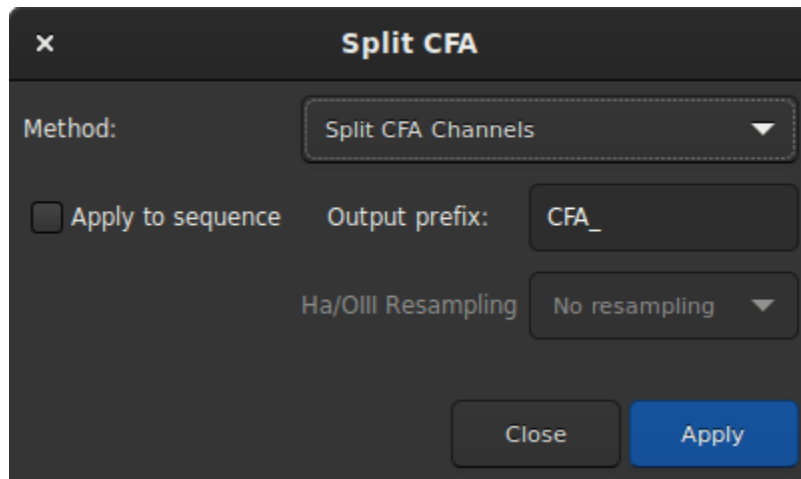 Split CFA
Method: Split CFA Channels
Apply to sequence Output prefix: CFA_
Ha/OIII Resampling No resampling
Close Apply